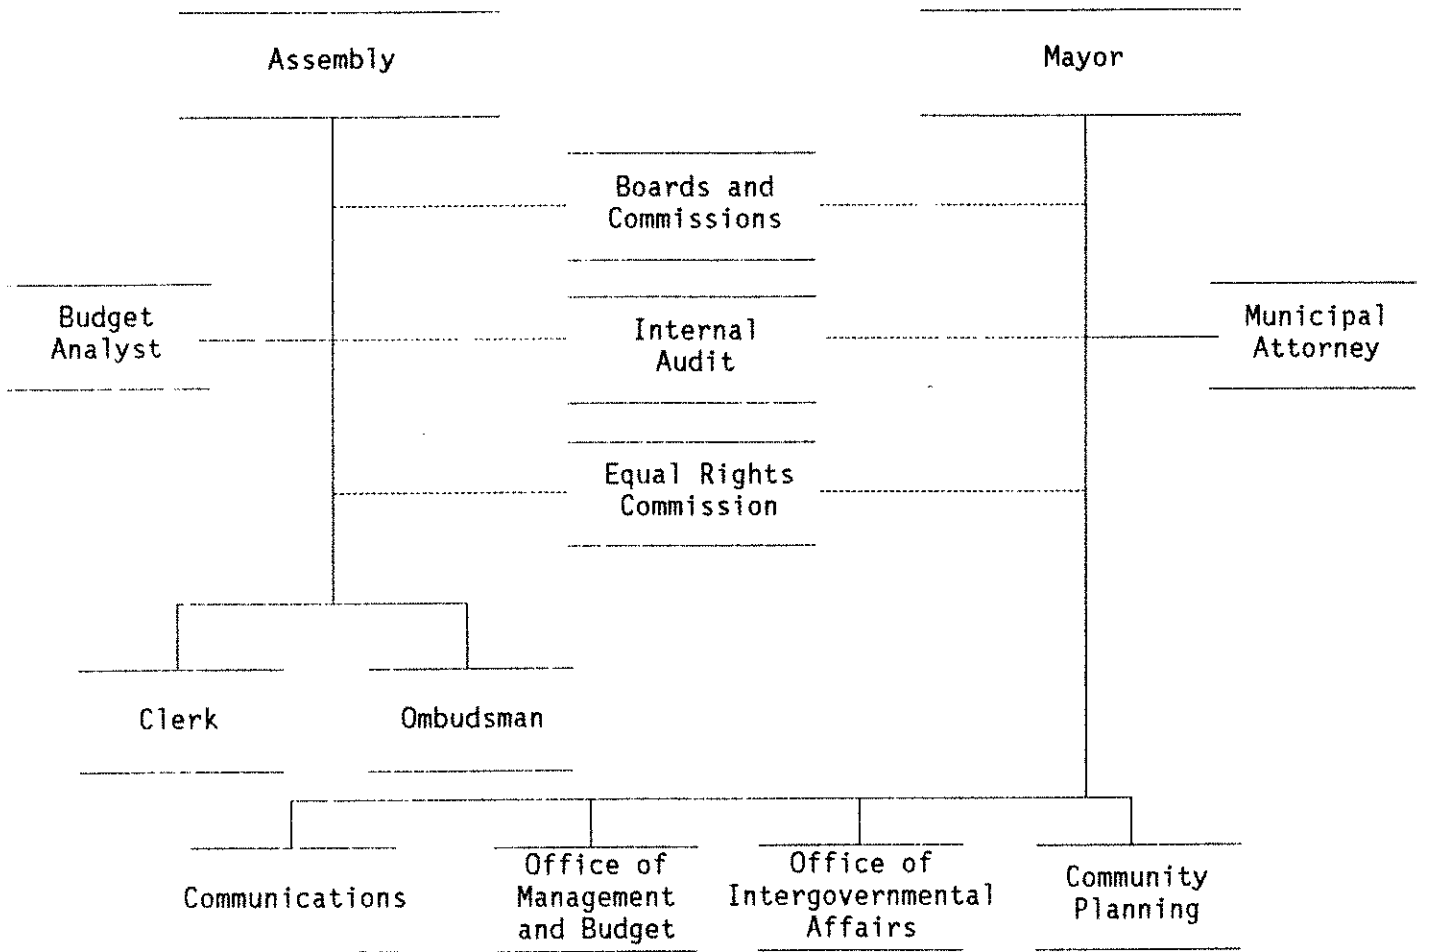 Assembly
Mayor
Boards and
Commissions
Budget
Analyst
Internal
Audit
Municipal
Attorney
Equal Rights
Commission
Clerk
Ombudsman
Communications
Office of
Management
and Budget
Office of
Intergovernmental
Affairs
Community
Planning